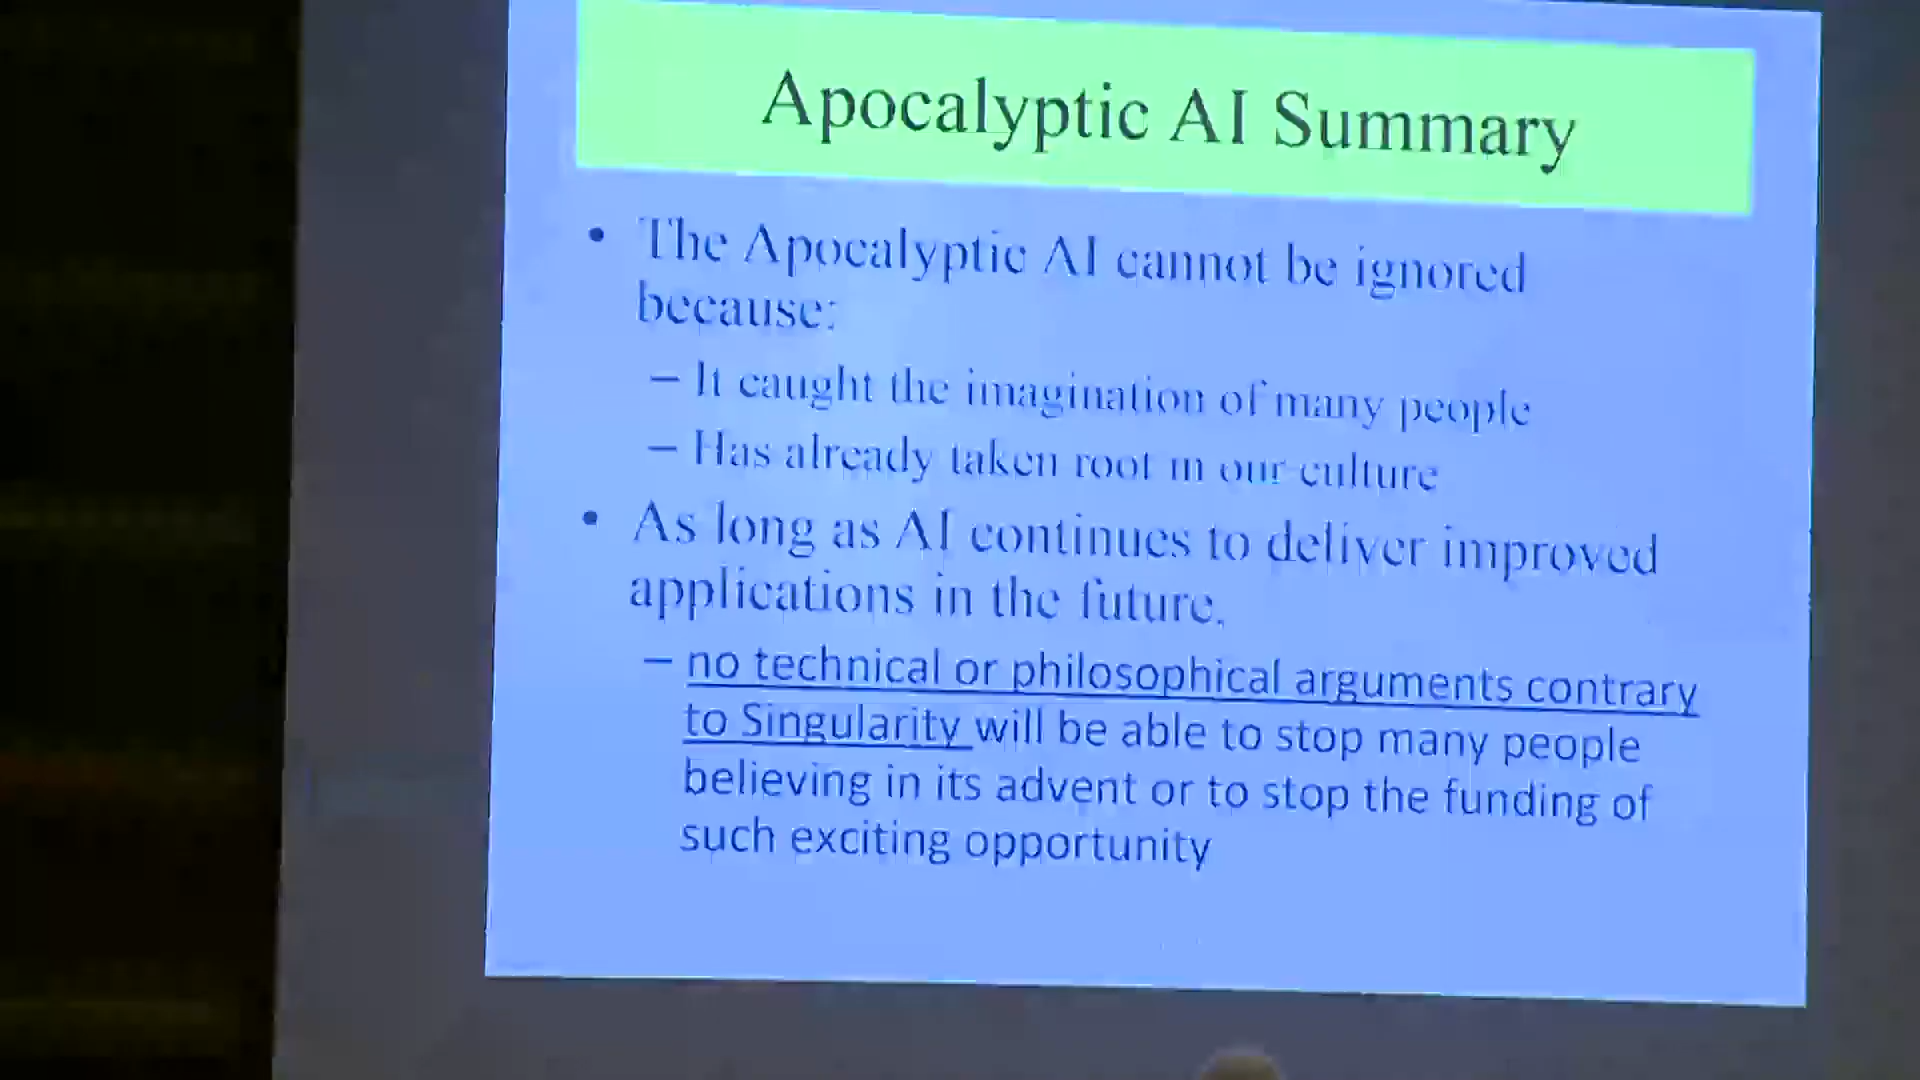 Apocalyptic AI Summary
• The Apocalyptic AI cannot be ignored
because:
– It caught the imagination of many people
– Has already taken root in our culture
• As long as AI continues to deliver improved
applications in the future.
– no technical or philosophical arguments contrary
to Singularity will be able to stop many people
believing in its advent or to stop the funding of
such exciting opportunity